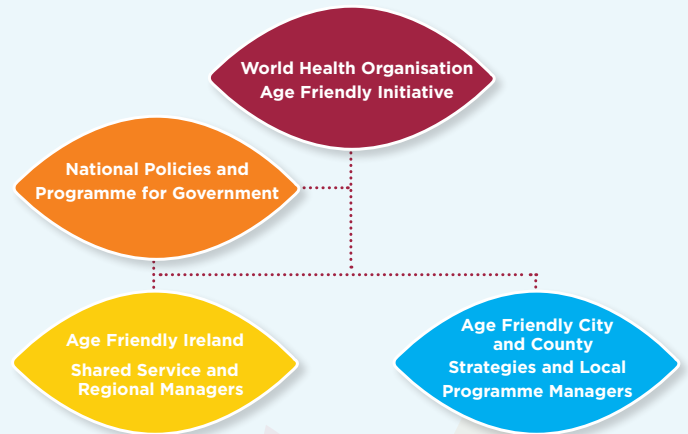 World Health Organisation
Age Friendly Initiative
National Policies and
Programme for Government
Age Friendly Ireland
Shared Service and
Regional Managers
Age Friendly City
and County
Strategies and Local
Programme Managers